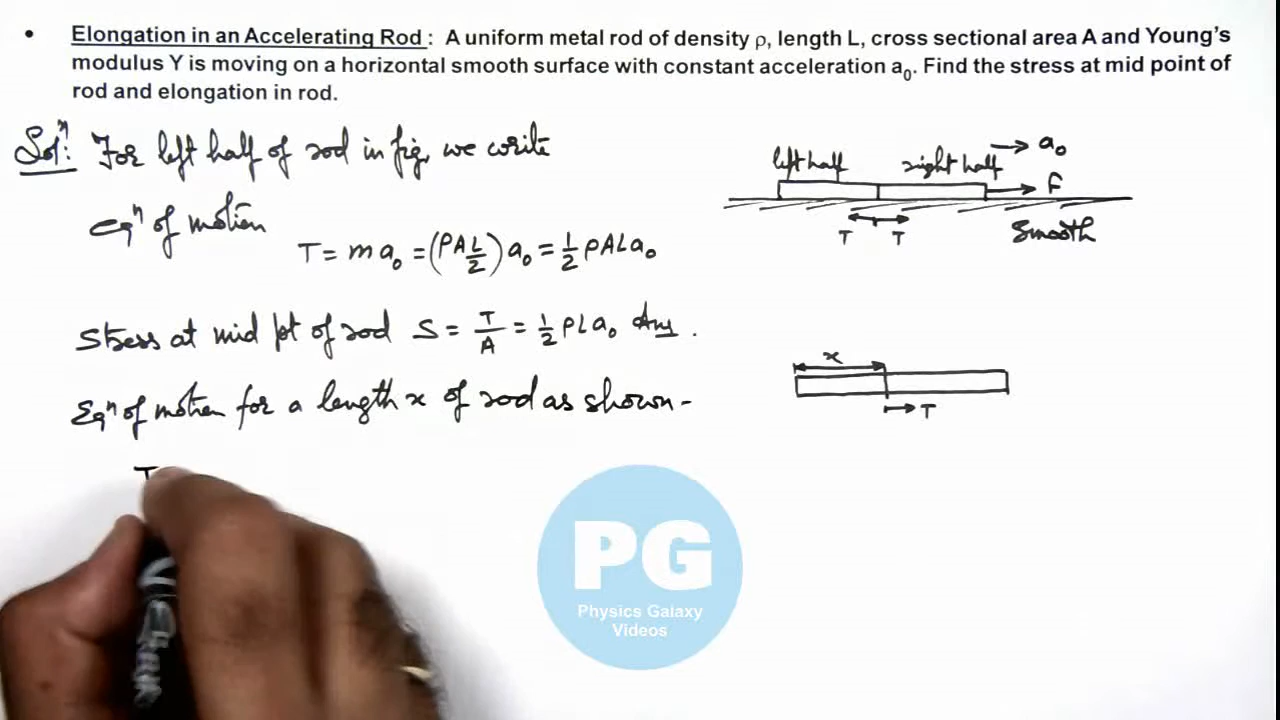 • Elongation in an Accelerating Rod : A uniform metal rod of density ρ, length L, cross sectional area A and Young's
modulus Y is moving on a horizontal smooth surface with constant acceleration a₀. Find the stress at mid point of
rod and elongation in rod.
Solⁿ: For left half of rod in fig, we write
Eqⁿ of motion
T = m a₀ = (ρA L/2) a₀ = 1/2 ρALa₀
left half right half → a₀
F
T T Smooth
Stress at mid pt of rod S = T/A = 1/2 ρLa₀ Ans.
x
Eqⁿ of motion for a length x of rod as shown-
T
T
PG
Physics Galaxy
Videos